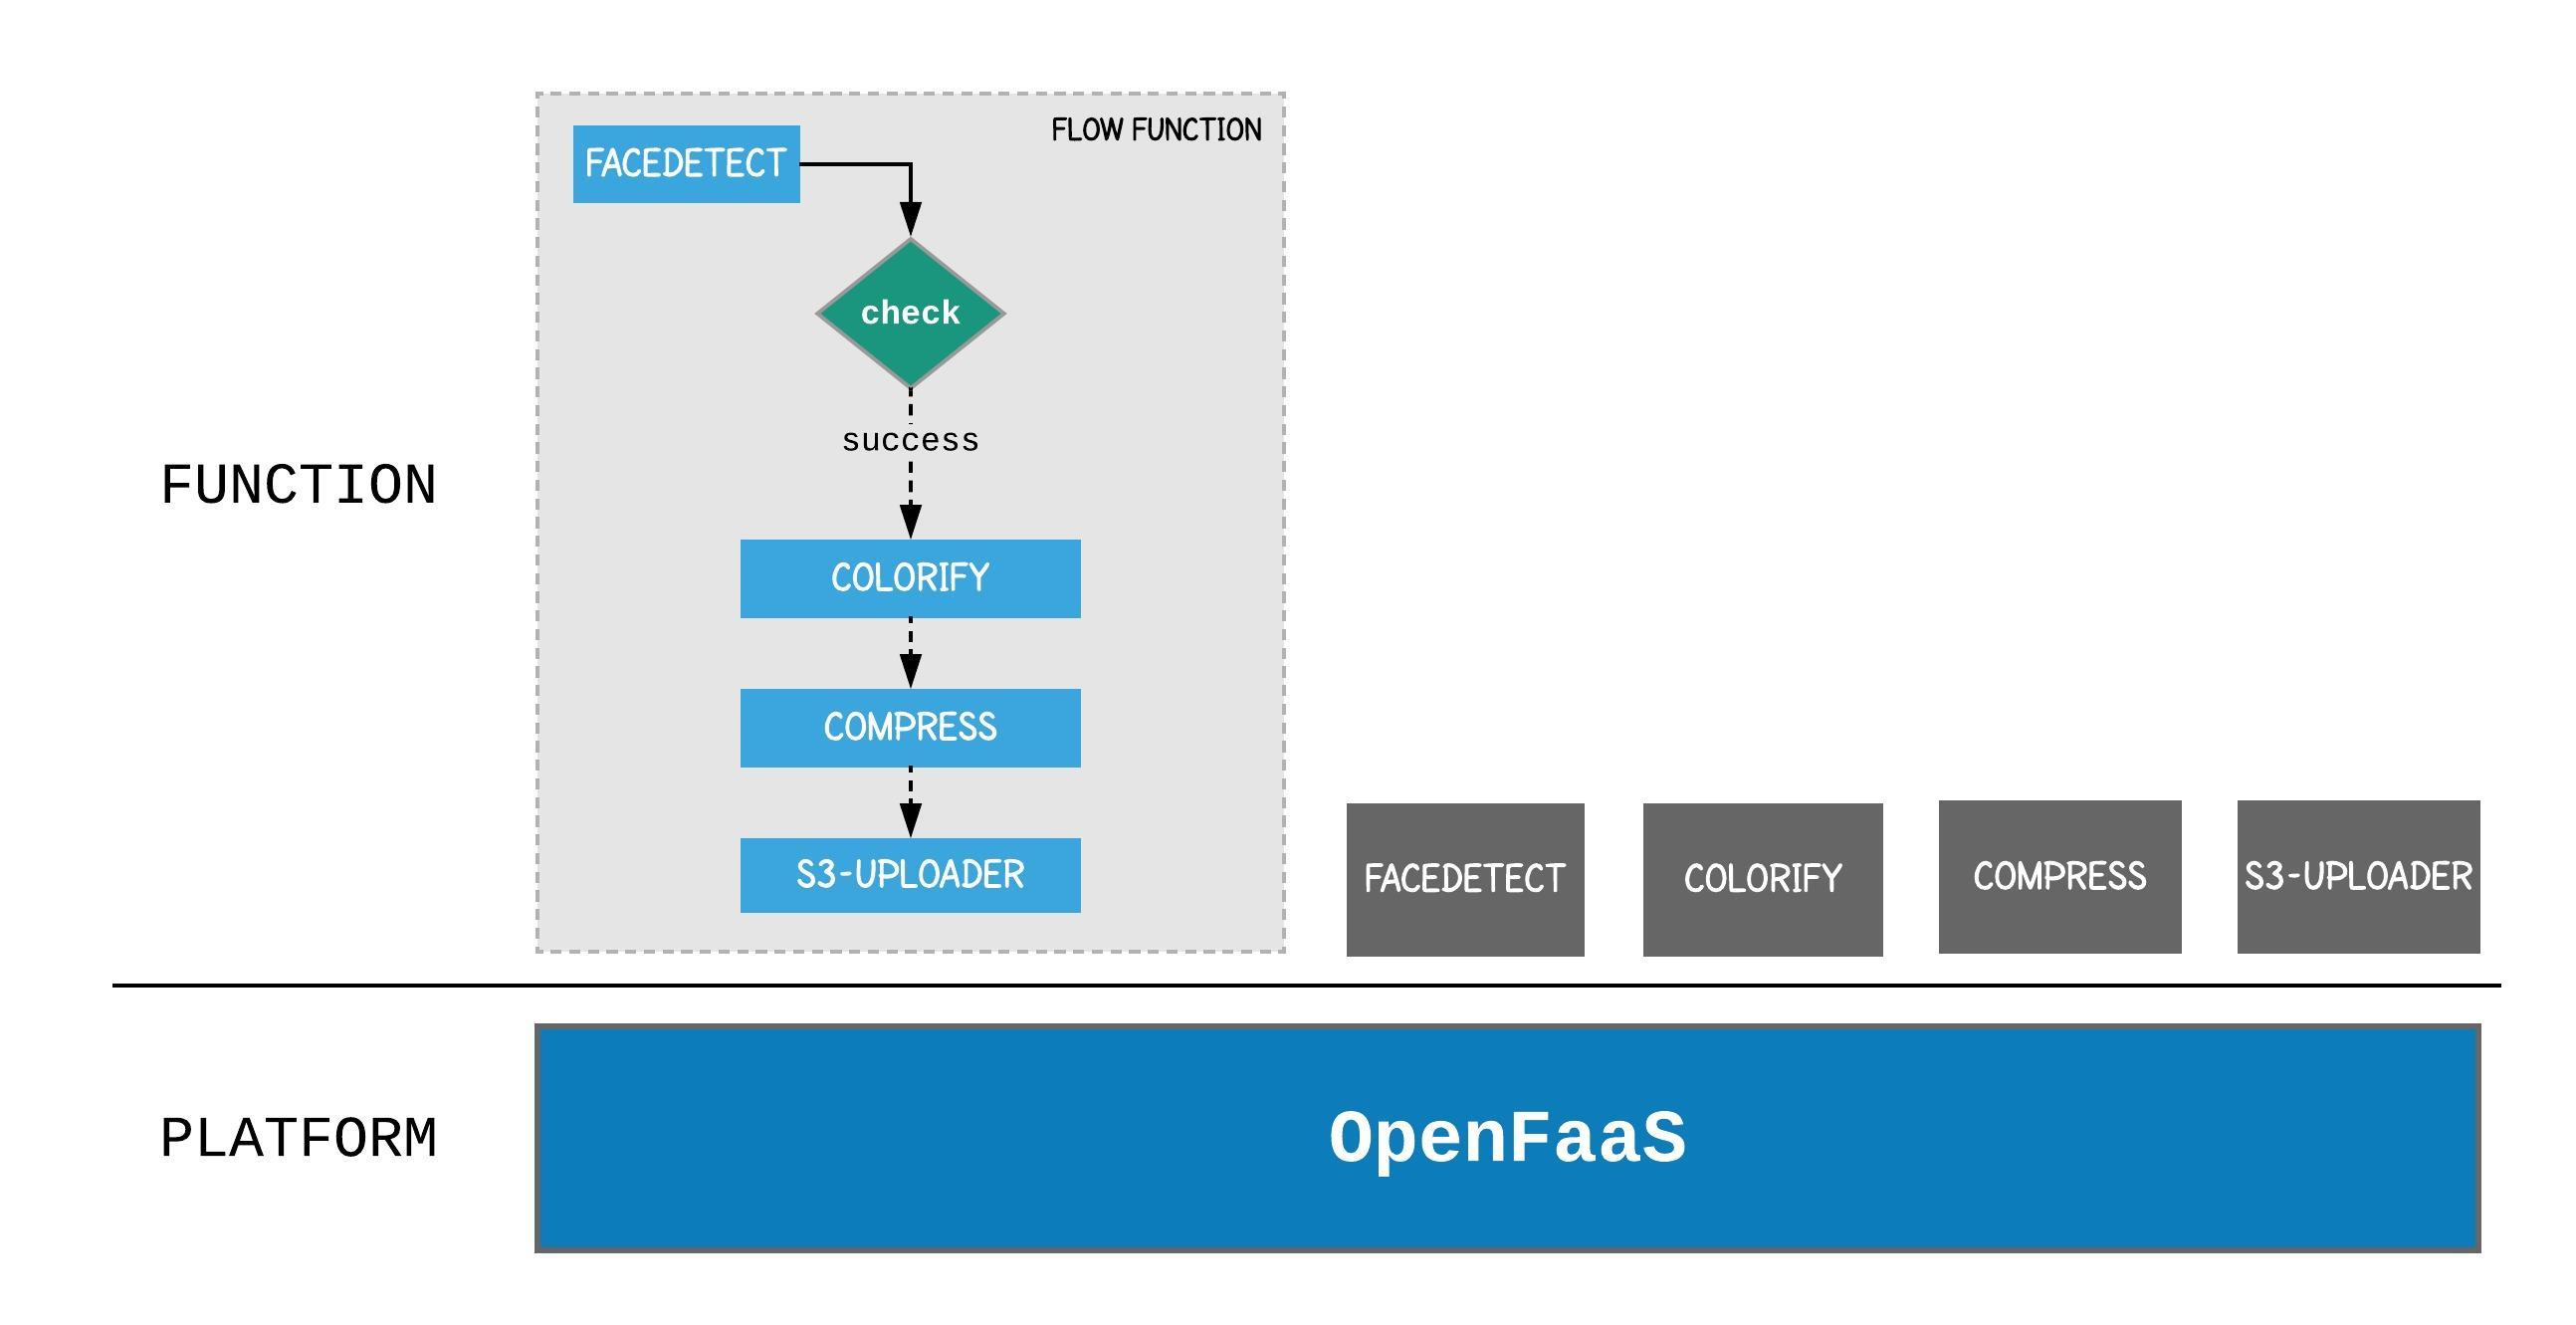 FLOW FUNCTION
FACEDETECT
check
success
FUNCTION
COLORIFY
COMPRESS
S3-UPLOADER
FACEDETECT
COLORIFY
COMPRESS
S3-UPLOADER
PLATFORM
OpenFaaS